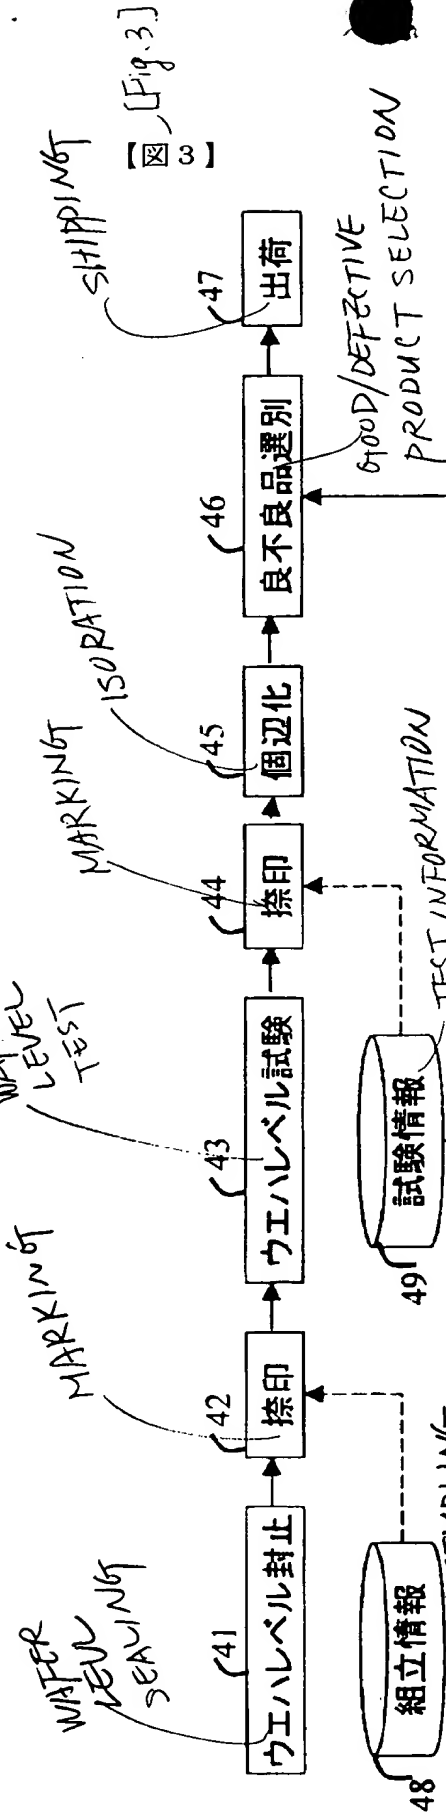 [Fig.3]
【図3】
WAFER
LEVEL
SEALING
41
ウエハレベル封止
MARKING
42
捺印
LEVEL
TEST
43
ウエハレベル試験
MARKING
44
捺印
ISORATION
45
個辺化
46
良不良品選別
GOOD/DEFECTIVE
PRODUCT SELECTION
SHIPPING
47
出荷
48
組立情報
49
試験情報
TEST INFORMATION